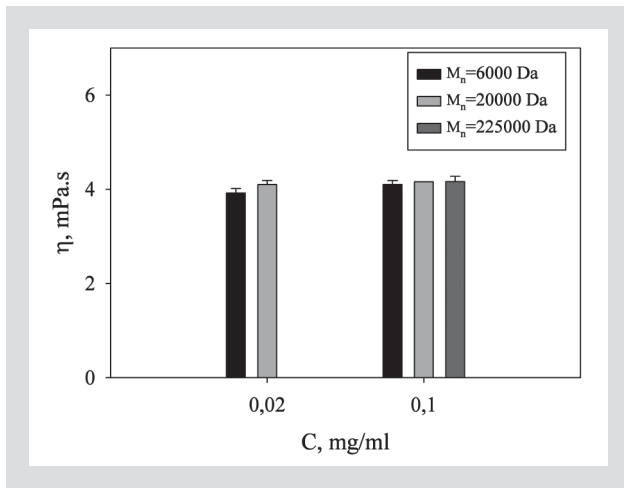 Mn=6000 Da
Mn=20000 Da
Mn=225000 Da
6
4
2
0
η, mPa.s
0,02 0,1
C, mg/ml